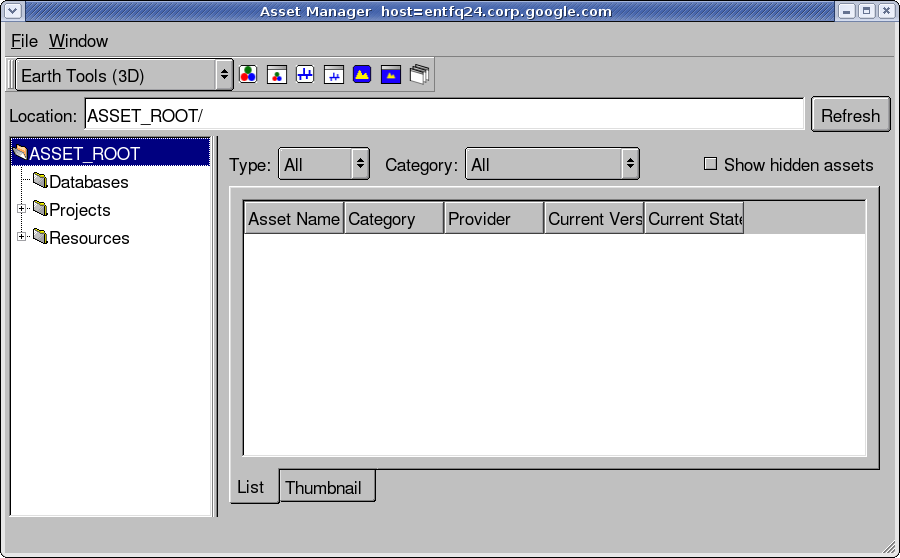 Asset Manager host=entfq24.corp.google.com
File Window
Earth Tools (3D)
Location: ASSET_ROOT/ Refresh
ASSET_ROOT
Databases
Projects
Resources
Type: All Category: All Show hidden assets
Asset Name Category Provider Current Vers Current State
List Thumbnail